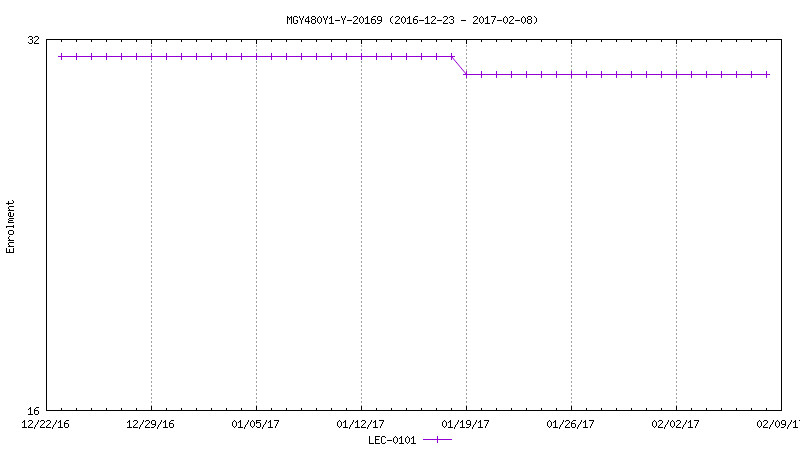 MGY480Y1-Y-20169 (2016-12-23 - 2017-02-08)
32
Enrolment
16
12/22/16 12/29/16 01/05/17 01/12/17 01/19/17 01/26/17 02/02/17 02/09/1
LEC-0101